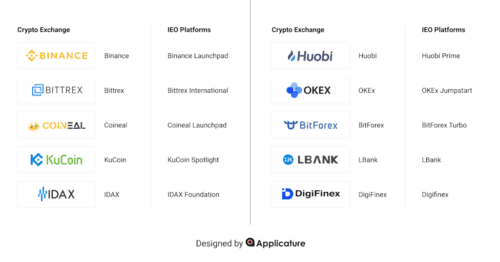 Crypto Exchange IEO Platforms
BINANCE Binance Binance Launchpad
BITTREX Bittrex Bittrex International
COINEAL Coineal Coineal Launchpad
KuCoin KuCoin KuCoin Spotlight
IDAX IDAX IDAX Foundation
Crypto Exchange IEO Platforms
Huobi Huobi Huobi Prime
OKEX OKEx OKEx Jumpstart
BitForex BitForex BitForex Turbo
LBANK LBank LBank
DigiFinex DigiFinex Digifinex
Designed by Applicature